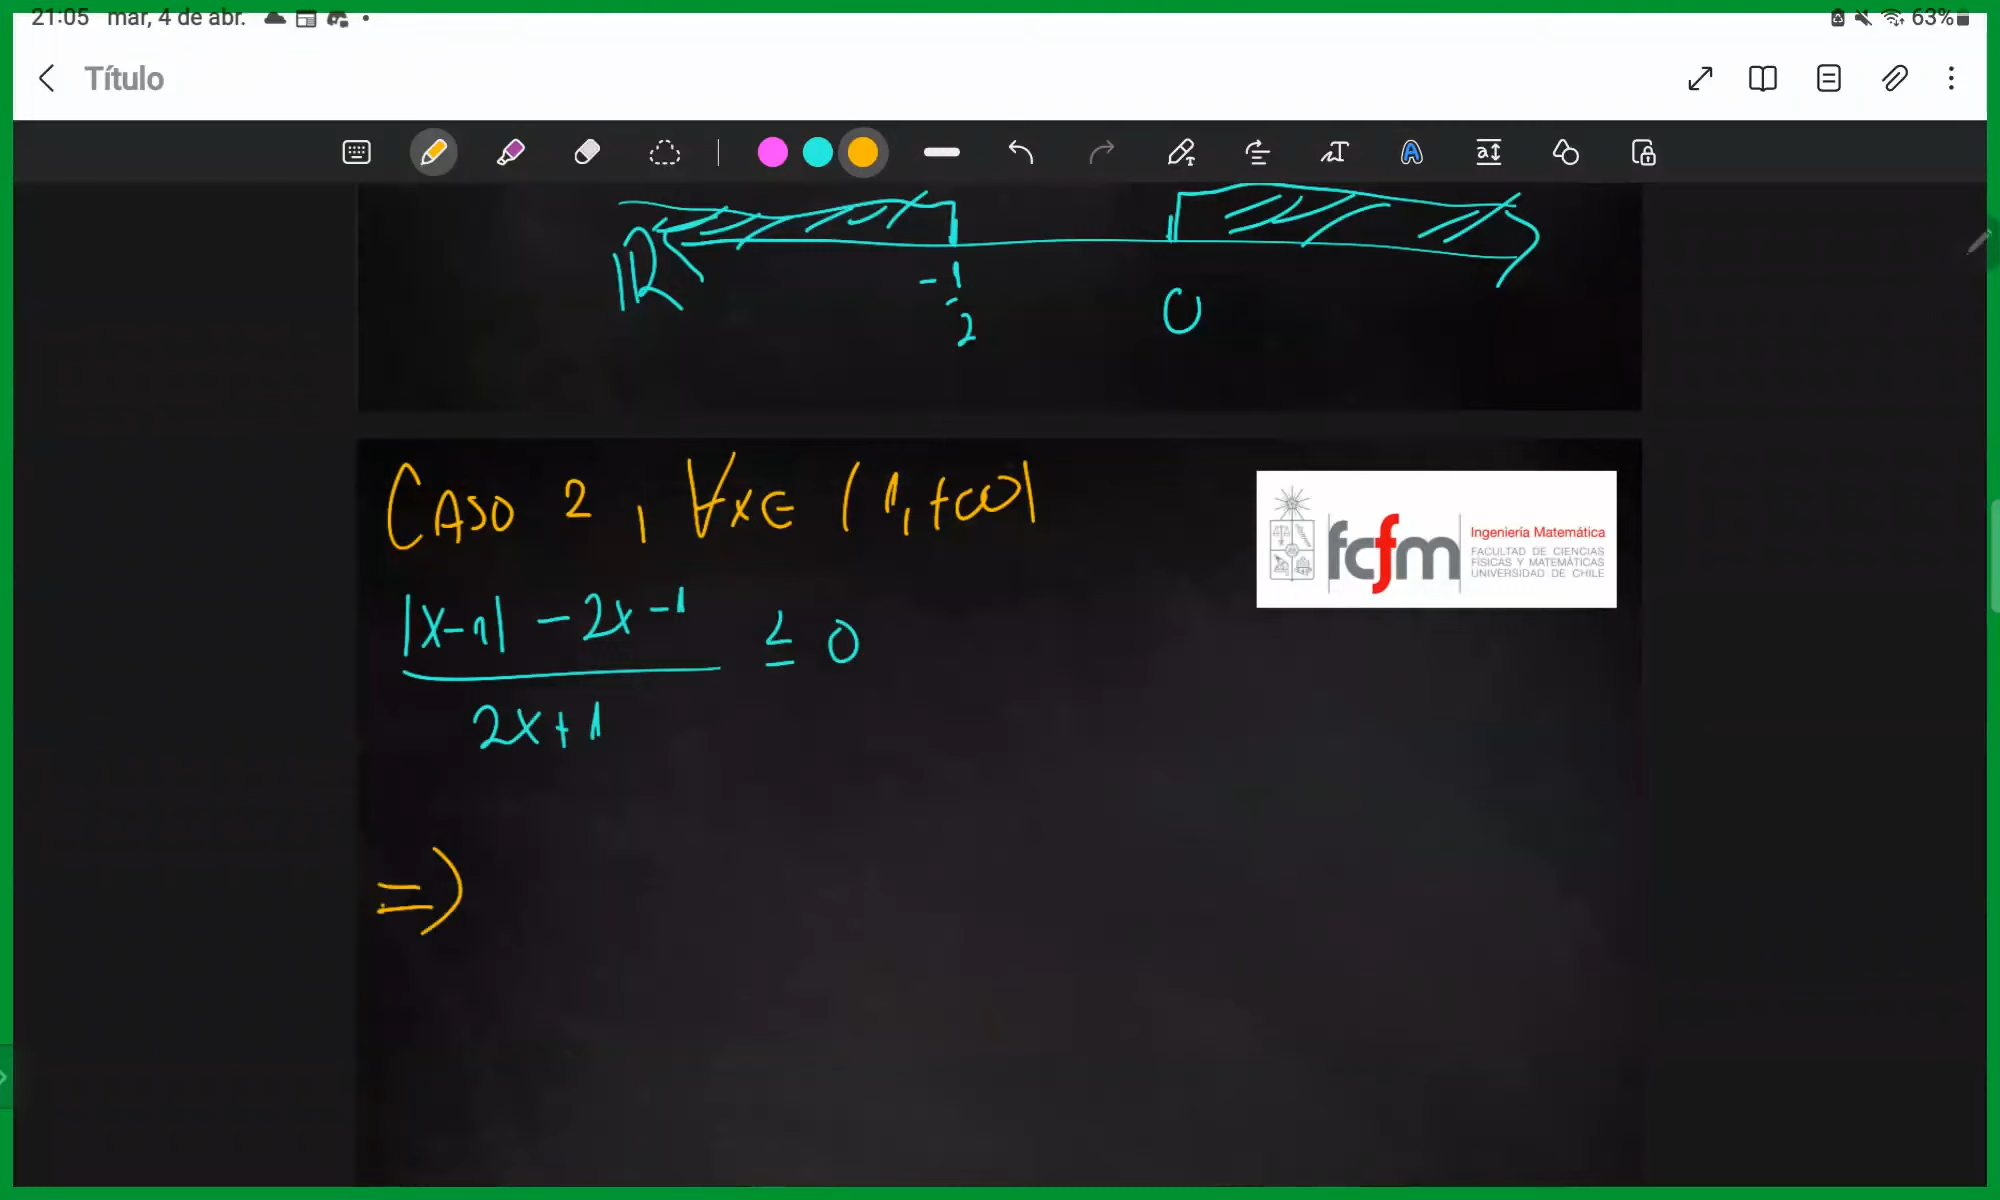 21:05 mar, 4 de abr. 63%
Título
ℝ
-1/2 0
CASO 2, ∀x∈ (1,+∞)
|x-1| -2x-1 ≤ 0
2x+1
=>
fcfm
Ingeniería Matemática
FACULTAD DE CIENCIAS
FÍSICAS Y MATEMÁTICAS
UNIVERSIDAD DE CHILE